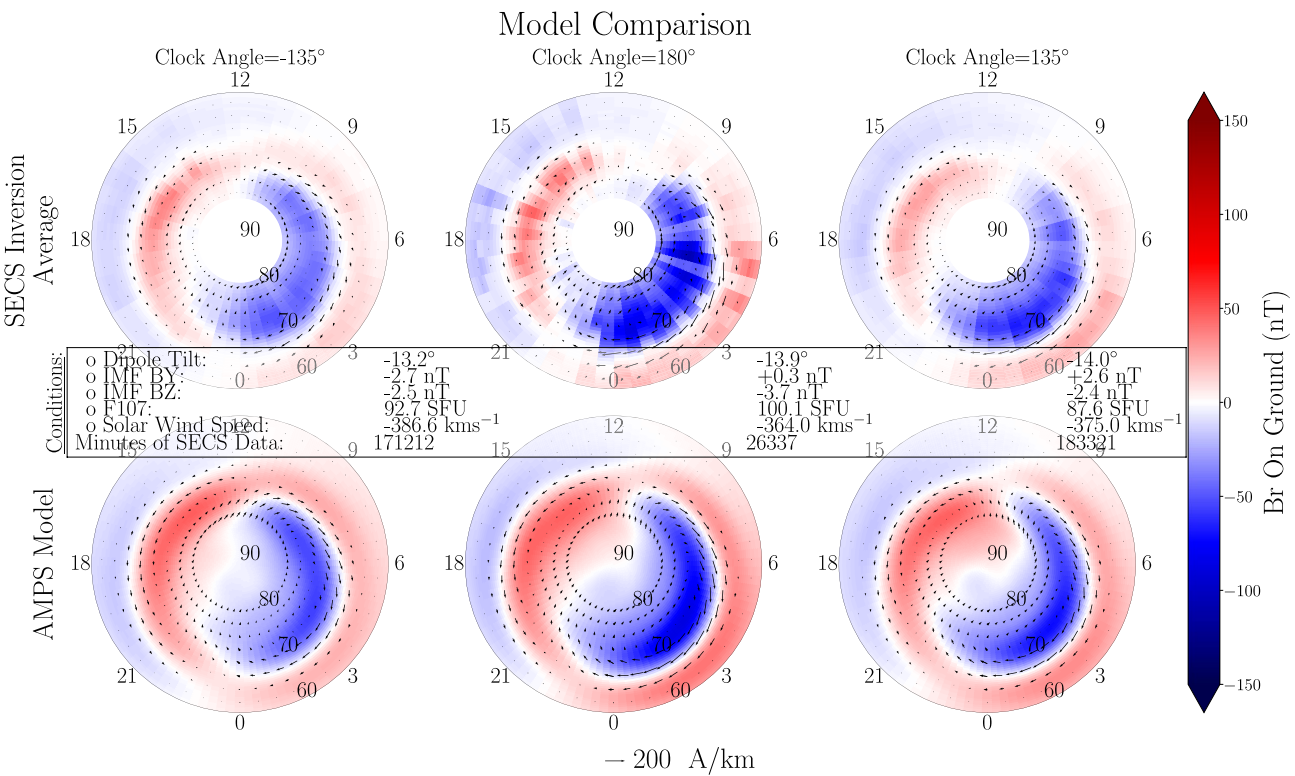 Model Comparison
Clock Angle=-135° Clock Angle=180° Clock Angle=135°
12 12 12
15 9 15 9 15 9
18 90 6 18 90 6 18 90 6
80 80 80
70 70 70
21 3 21 3 21 60
0 0 60 0
SECS Inversion
Average
Conditions:
o Dipole Tilt: -13.2° -13.9° -14.0°
o IMF BY: -2.7 nT +0.3 nT +2.6 nT
o IMF BZ: -2.5 nT -3.7 nT -2.4 nT
o F107: 92.7 SFU 100.1 SFU 87.6 SFU
o Solar Wind Speed: -386.6 kms−1 -364.0 kms−1 -375.0 kms−1
Minutes of SECS Data: 171212 26337 183321
12 12 12
15 9 15 9 15 9
18 90 6 18 90 6 18 90 6
80 80 80
70 70 70
21 60 3 21 60 3 21 60 3
0 0 0
AMPS Model
→ 200 A/km
150
100
50
0
−50
−100
−150
Br On Ground (nT)